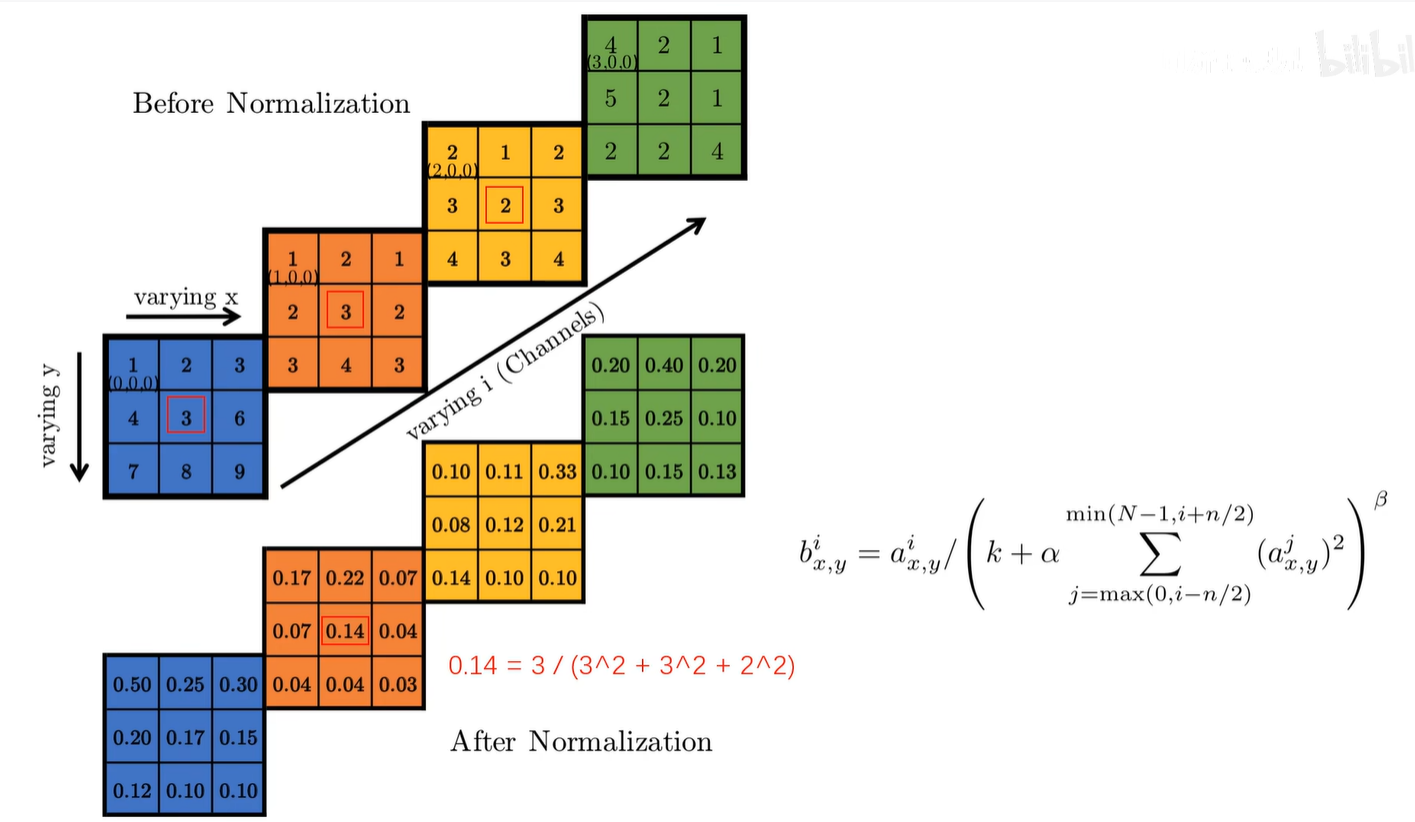 Before Normalization
4 2 1
(3,0,0)
5 2 1
2 2 4
2 1 2
(2,0,0)
3 2 3
4 3 4
1 2 1
(1,0,0)
2 3 2
3 4 3
varying x
varying y
1 2 3
(0,0,0)
4 3 6
7 8 9
varying i (Channels)
0.20 0.40 0.20
0.15 0.25 0.10
0.10 0.15 0.13
0.10 0.11 0.33
0.08 0.12 0.21
0.14 0.10 0.10
0.17 0.22 0.07
0.07 0.14 0.04
0.04 0.04 0.03
0.50 0.25 0.30
0.20 0.17 0.15
0.12 0.10 0.10
0.14 = 3 / (3^2 + 3^2 + 2^2)
After Normalization
b^i_{x,y} = a^i_{x,y}/(k + α ∑_{j=max(0,i−n/2)}^{min(N−1,i+n/2)} (a^j_{x,y})^2)^β
bilibil